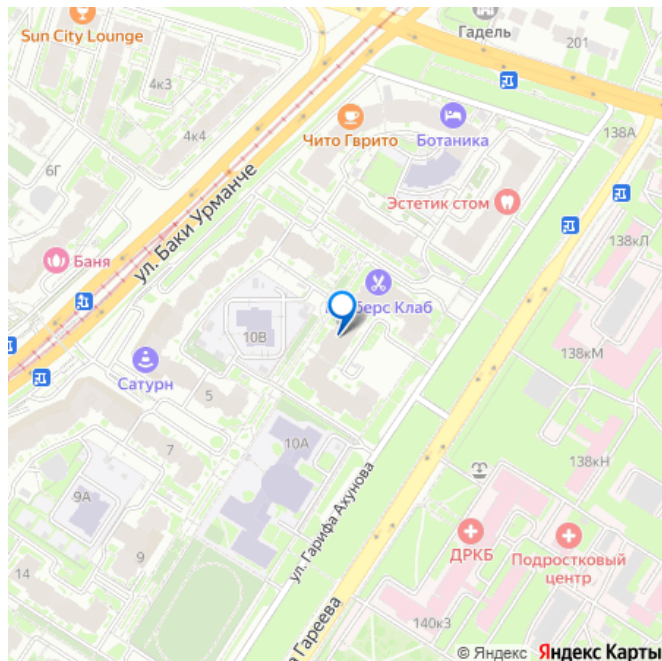 Sun City Lounge
Гадель
201
4к3
4к4
Чито Гврито
Ботаника
138А
6Г
Эстетик стом
ул. Баки Урманче
138кЛ
Баня
берс Клаб
10В
138кМ
Сатурн
5
7
10А
138кН
9А
ул. Гарифа Ахунова
ДРКБ
Подростковый
центр
9
14
140к3
а Гареева
© Яндекс Яндекс Карты